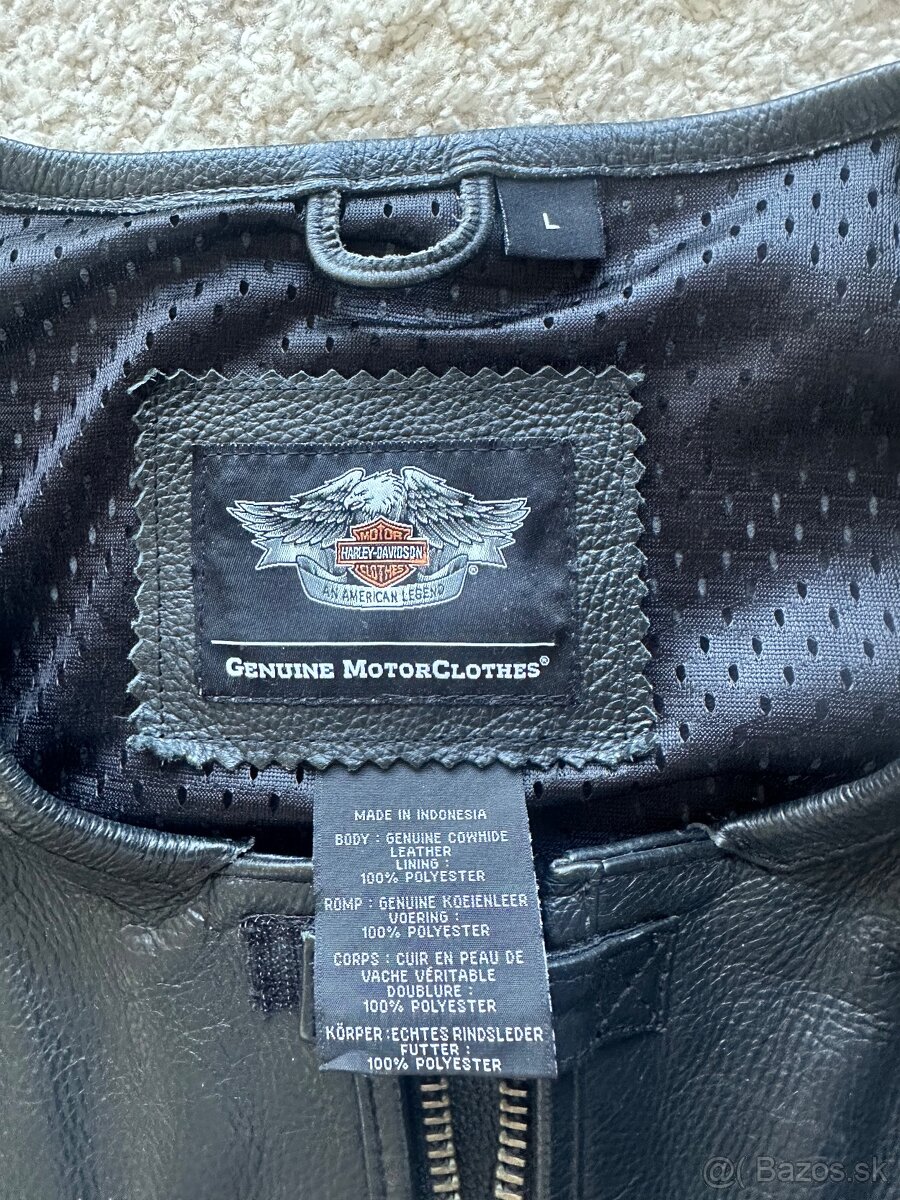 L
MOTOR
HARLEY-DAVIDSON
CLOTHES
®
AN AMERICAN LEGEND
GENUINE MOTORCLOTHES®
MADE IN INDONESIA
BODY : GENUINE COWHIDE
LEATHER
LINING :
100% POLYESTER
ROMP : GENUINE KOEIENLEER
VOERING :
100% POLYESTER
CORPS : CUIR EN PEAU DE
VACHE VÉRITABLE
DOUBLURE :
100% POLYESTER
KÖRPER :ECHTES RINDSLEDER
FUTTER :
100% POLYESTER
@( Bazos.sk